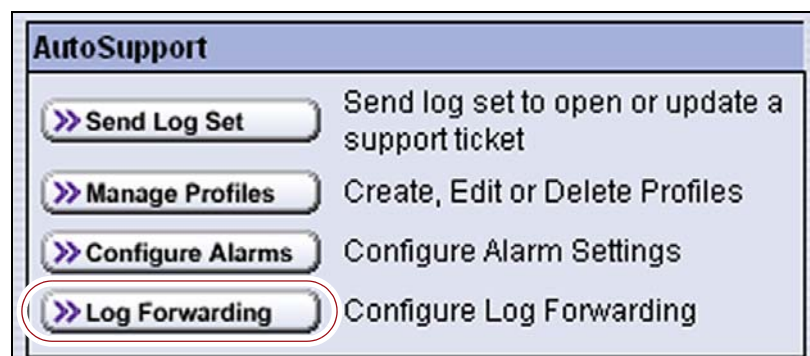 AutoSupport
>> Send Log Set
Send log set to open or update a
support ticket
>> Manage Profiles
Create, Edit or Delete Profiles
>> Configure Alarms
Configure Alarm Settings
>> Log Forwarding
Configure Log Forwarding